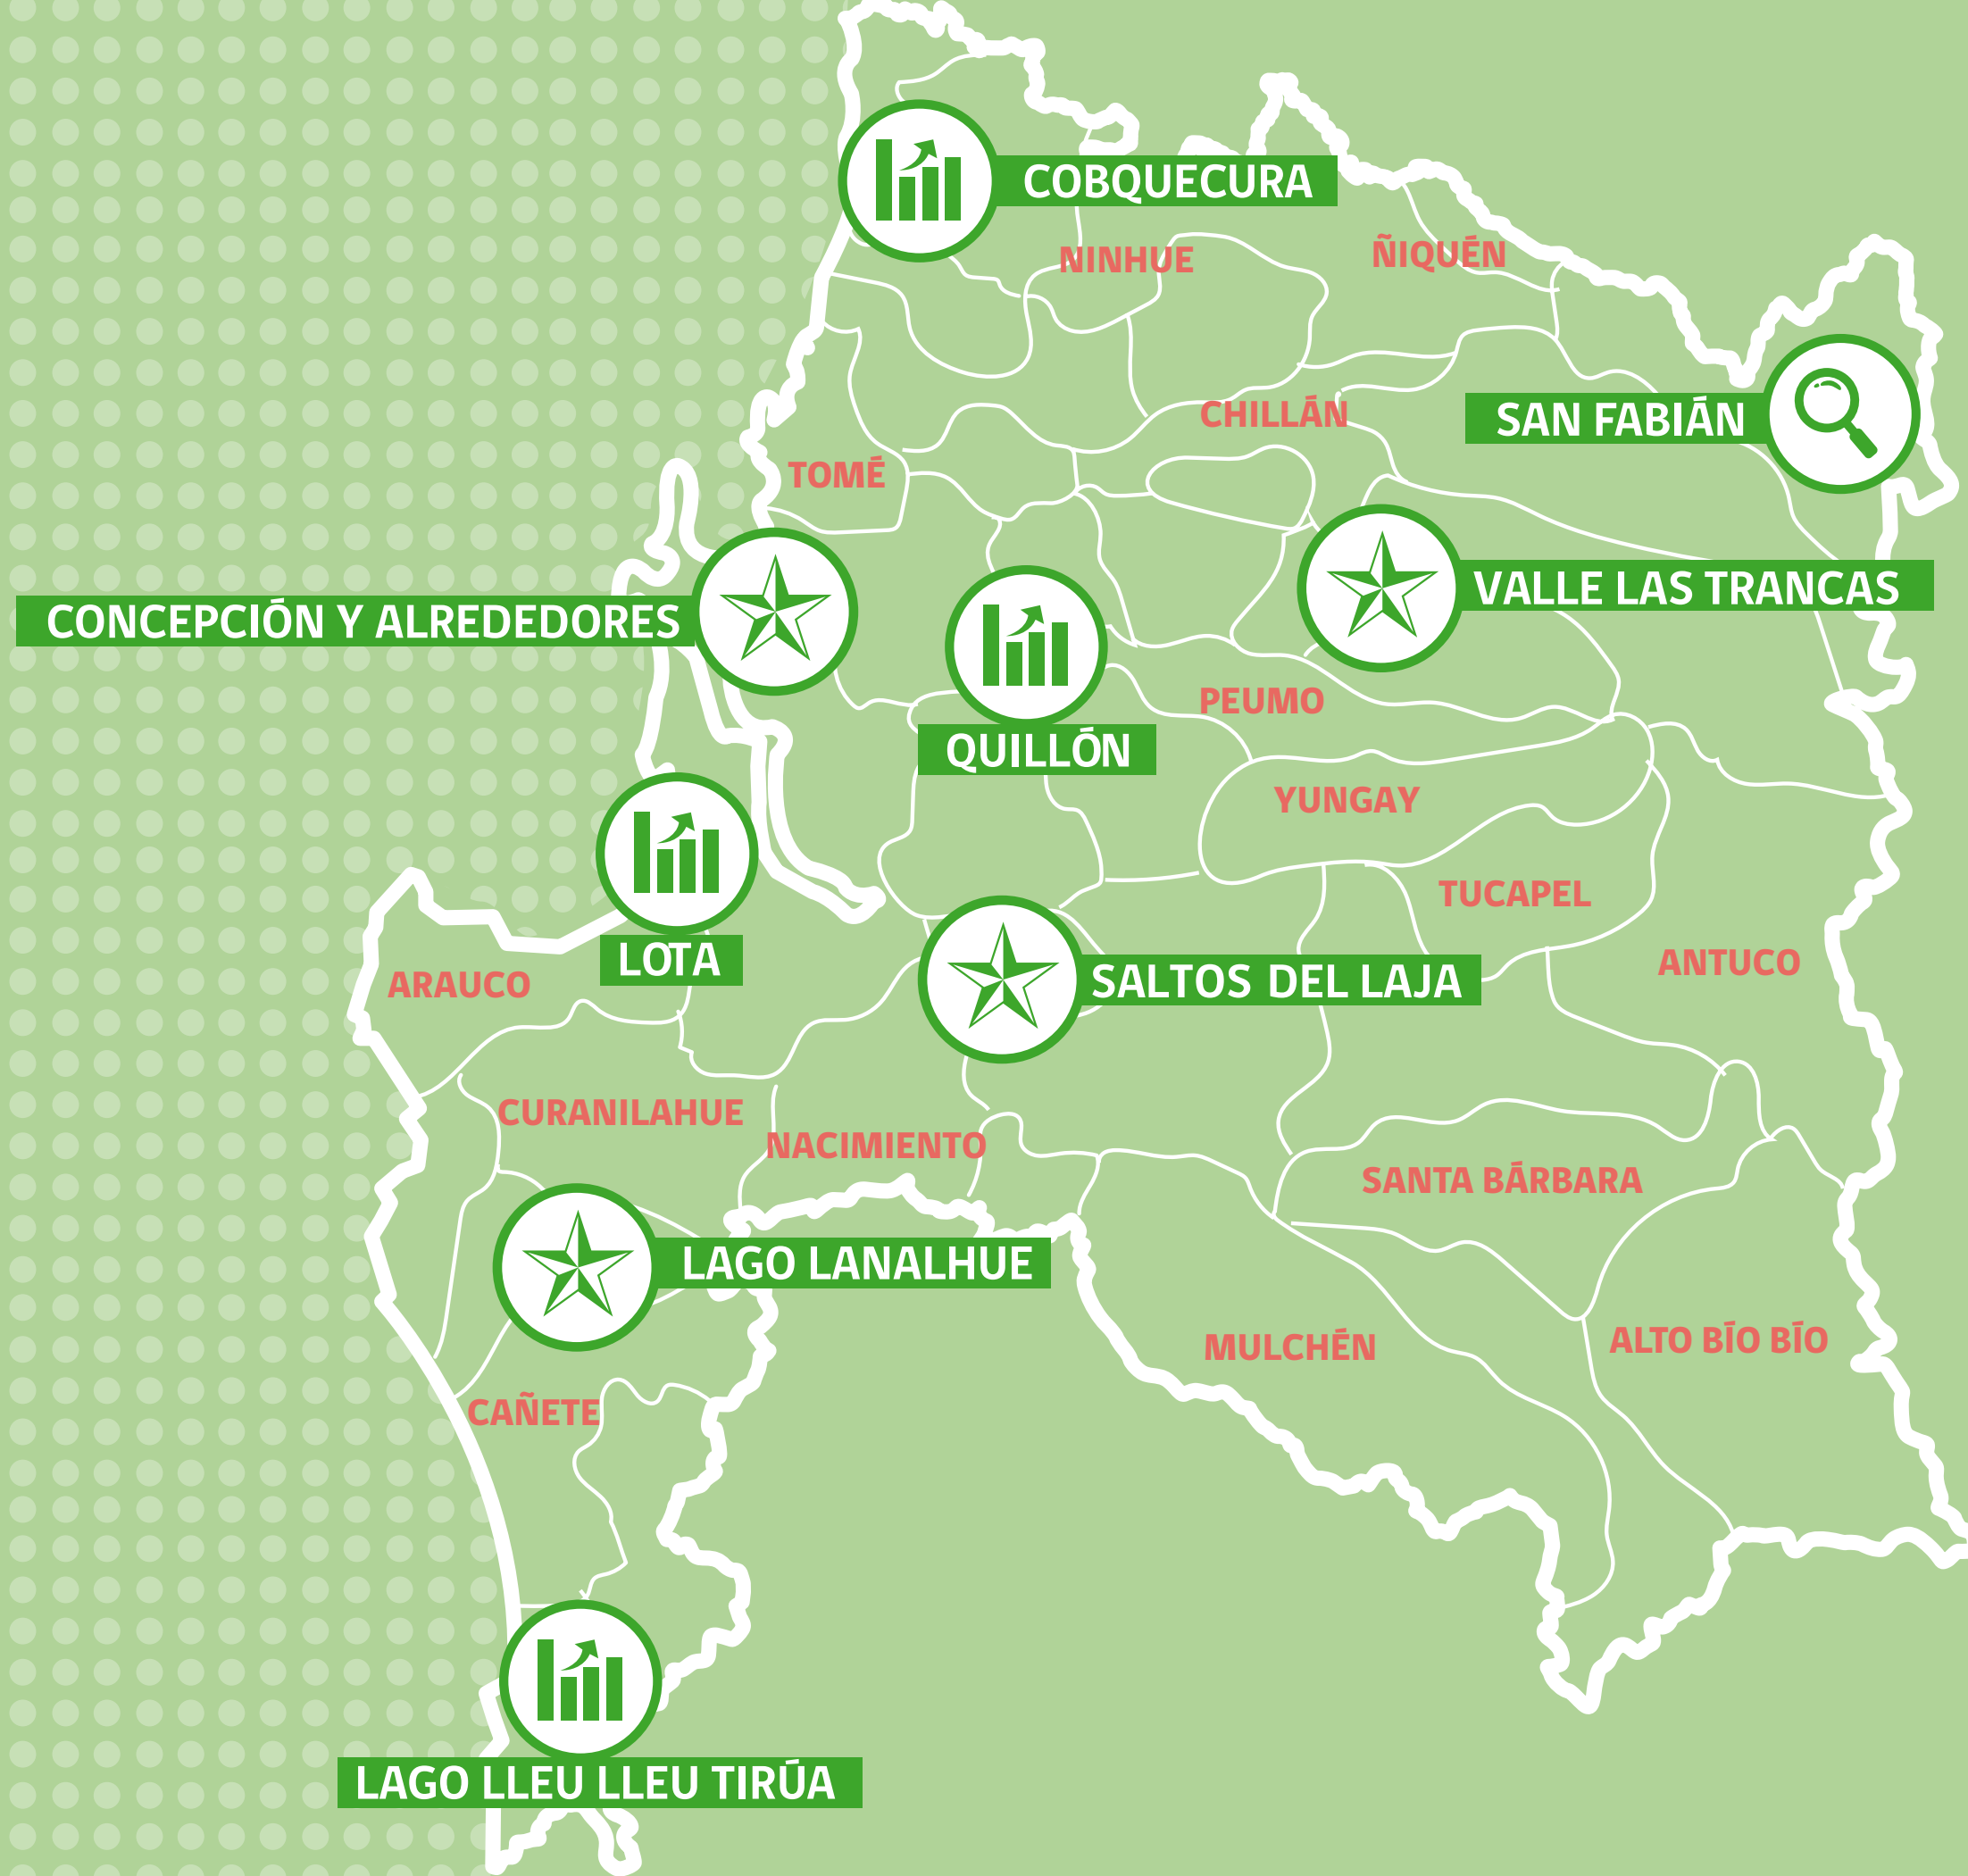 COBQUECURA
NINHUE
ÑIQUÉN
CHILLÁN
SAN FABIÁN
TOMÉ
VALLE LAS TRANCAS
CONCEPCIÓN Y ALREDEDORES
PEUMO
QUILLÓN
YUNGAY
TUCAPEL
LOTA
ANTUCO
ARAUCO
SALTOS DEL LAJA
CURANILAHUE
NACIMIENTO
SANTA BÁRBARA
LAGO LANALHUE
MULCHÉN
ALTO BÍO BÍO
CAÑETE
LAGO LLEU LLEU TIRÚA